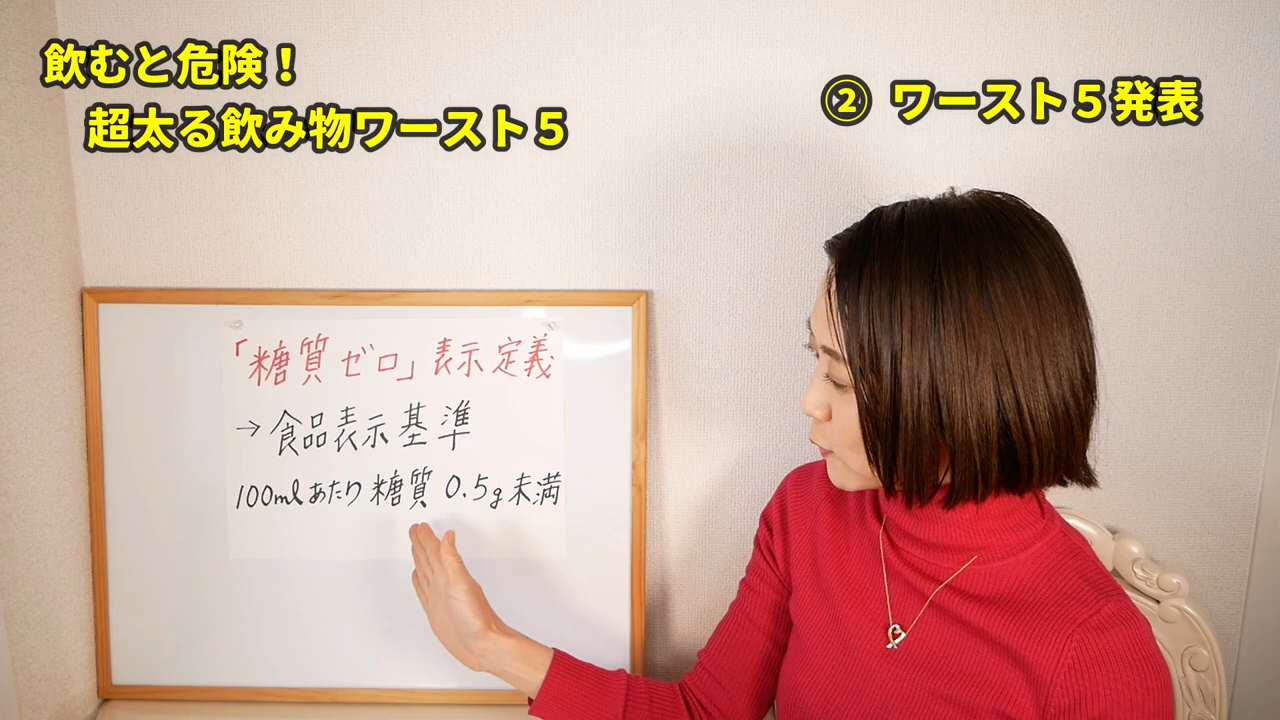 飲むと危険！
超太る飲み物ワースト５
② ワースト５発表
「糖質ゼロ」表示定義
→食品表示基準
100mlあたり糖質 0.5g未満